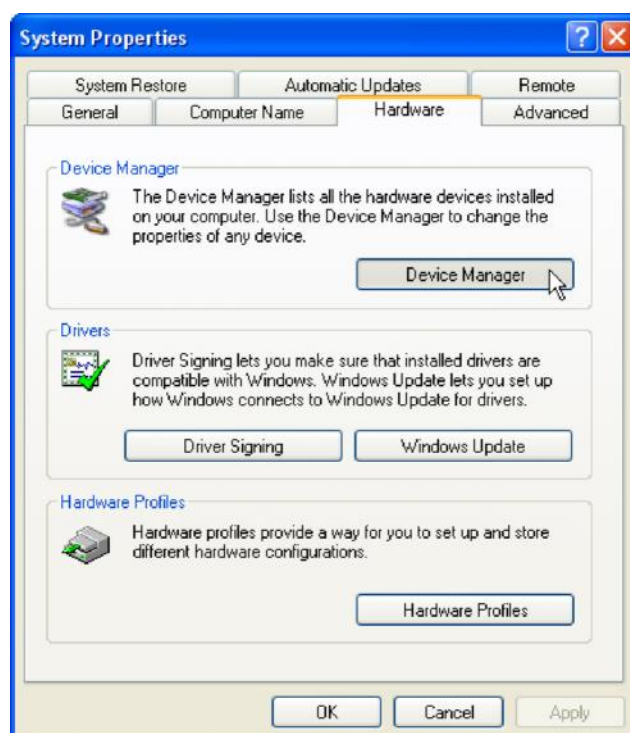 System Properties
System Restore Automatic Updates Remote
General Computer Name Hardware Advanced
Device Manager
The Device Manager lists all the hardware devices installed
on your computer. Use the Device Manager to change the
properties of any device.
Device Manager
Drivers
Driver Signing lets you make sure that installed drivers are
compatible with Windows. Windows Update lets you set up
how Windows connects to Windows Update for drivers.
Driver Signing Windows Update
Hardware Profiles
Hardware profiles provide a way for you to set up and store
different hardware configurations.
Hardware Profiles
OK Cancel Apply